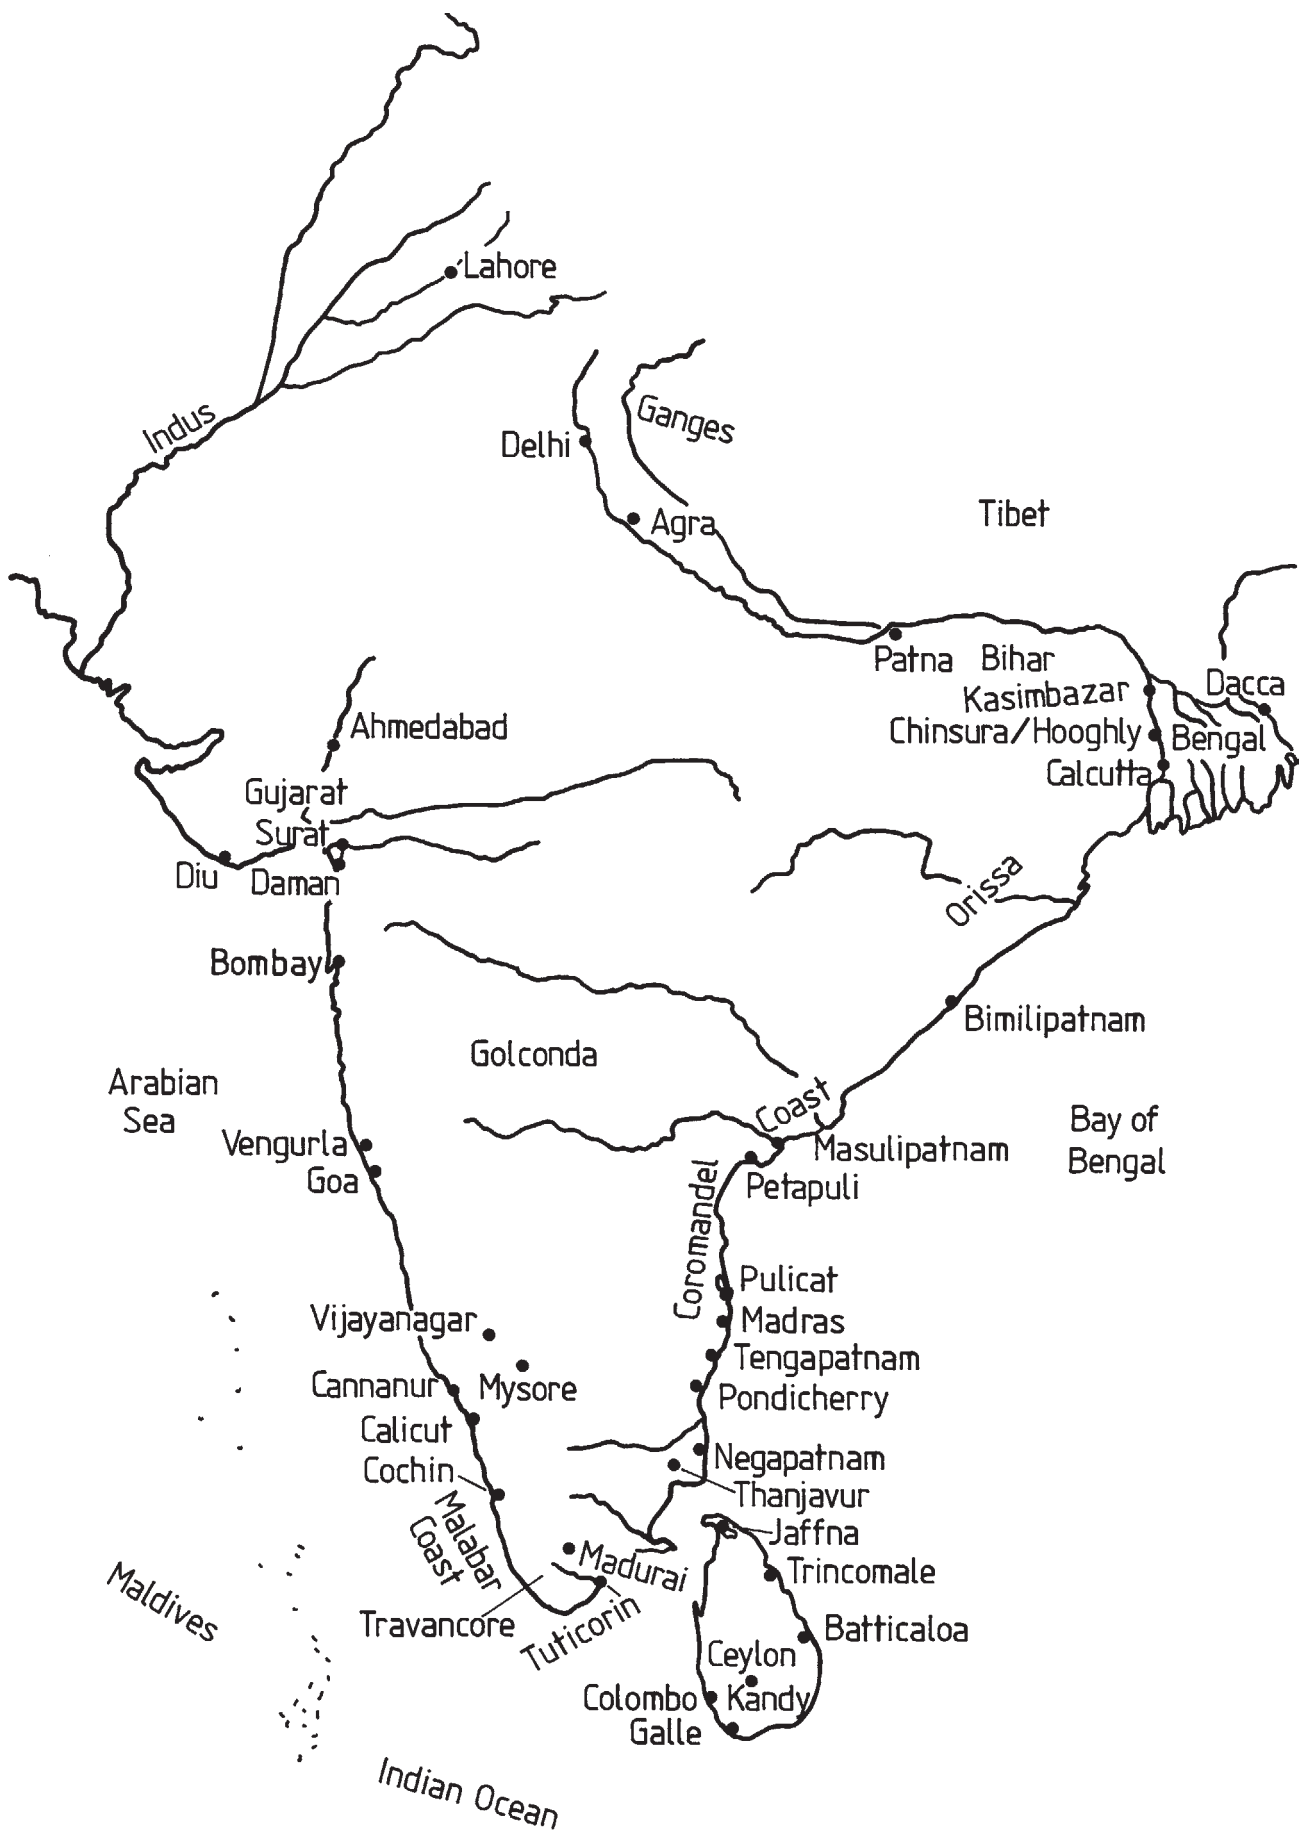 Lahore
Indus
Ganges
Delhi
Agra
Tibet
Patna
Bihar
Kasimbazar
Dacca
Chinsura/Hooghly
Bengal
Calcutta
Ahmedabad
Gujarat
Surat
Diu
Daman
Orissa
Bombay
Bimilipatnam
Golconda
Arabian
Sea
Coromandel
Coast
Bay of
Bengal
Vengurla
Masulipatnam
Goa
Petapuli
Pulicat
Vijayanagar
Madras
Tengapatnam
Cannanur
Mysore
Pondicherry
Calicut
Negapatnam
Cochin
Thanjavur
Malabar
Coast
Jaffna
Madurai
Trincomale
Maldives
Travancore
Tuticorin
Batticaloa
Ceylon
Colombo
Kandy
Galle
Indian Ocean